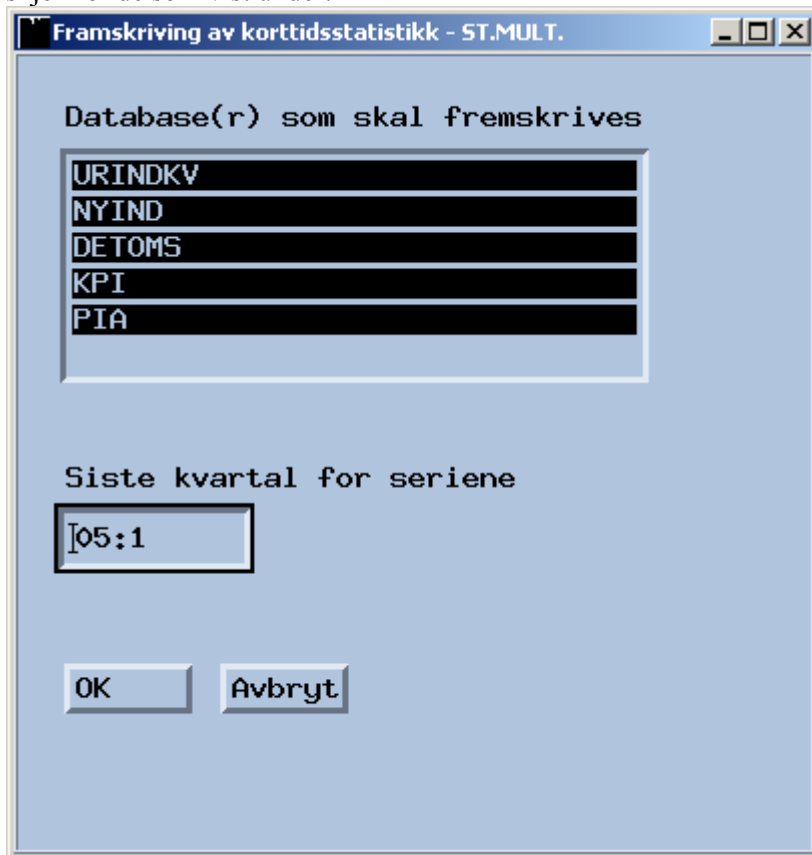 Framskriving av korttidsstatistikk - ST.MULT.
Database(r) som skal fremskrives
URINDKV
NYIND
DETOMS
KPI
PIA
Siste kvartal for seriene
05:1
OK
Avbryt